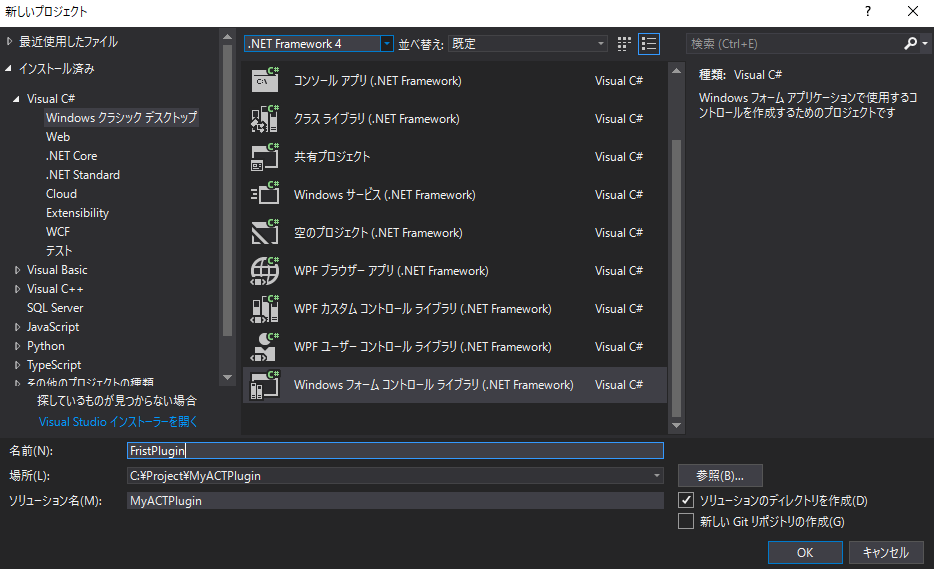 新しいプロジェクト
? ×
最近使用したファイル
インストール済み
Visual C#
Windows クラシック デスクトップ
Web
.NET Core
.NET Standard
Cloud
Extensibility
WCF
テスト
Visual Basic
Visual C++
SQL Server
JavaScript
Python
TypeScript
その他のプロジェクトの種類
探しているものが見つからない場合
Visual Studio インストーラーを開く
.NET Framework 4
並べ替え: 既定
コンソール アプリ (.NET Framework) Visual C#
クラス ライブラリ (.NET Framework) Visual C#
共有プロジェクト Visual C#
Windows サービス (.NET Framework) Visual C#
空のプロジェクト (.NET Framework) Visual C#
WPF ブラウザー アプリ (.NET Framework) Visual C#
WPF カスタム コントロール ライブラリ (.NET Framework) Visual C#
WPF ユーザー コントロール ライブラリ (.NET Framework) Visual C#
Windows フォーム コントロール ライブラリ (.NET Framework) Visual C#
検索 (Ctrl+E)
種類: Visual C#
Windows フォーム アプリケーションで使用するコ
ントロールを作成するためのプロジェクトです
名前(N): FristPlugin
場所(L): C:¥Project¥MyACTPlugin
ソリューション名(M): MyACTPlugin
参照(B)...
ソリューションのディレクトリを作成(D)
新しい Git リポジトリの作成(G)
OK キャンセル